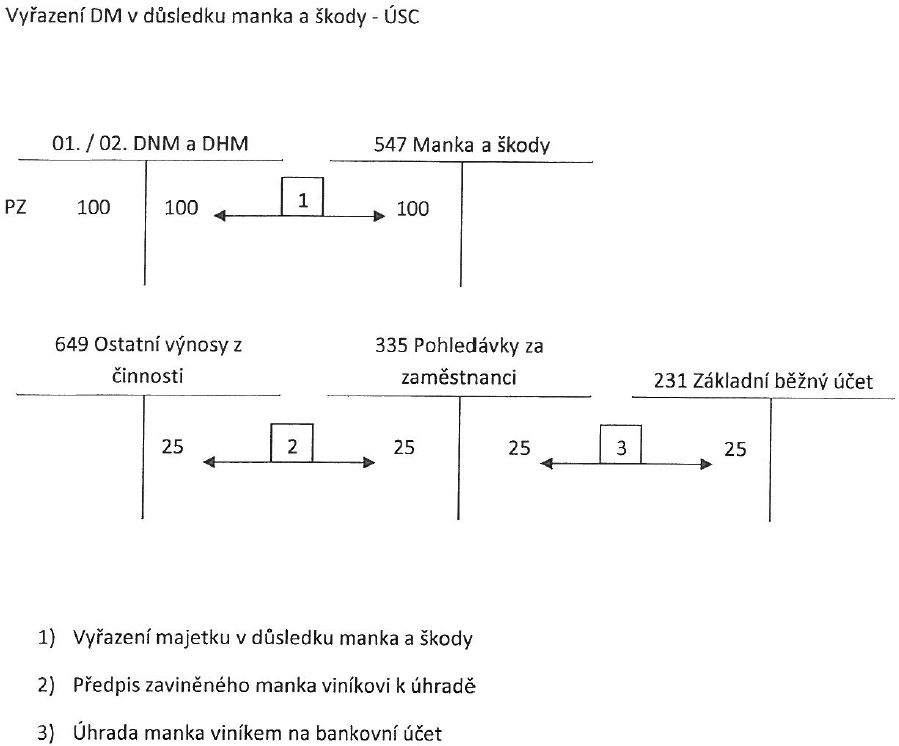 Vyřazení DM v důsledku manka a škody - ÚSC
01. / 02. DNM a DHM
547 Manka a škody
PZ 100 100 1 100
649 Ostatní výnosy z
činnosti
335 Pohledávky za
zaměstnanci
231 Základní běžný účet
25 2 25 25 3 25
1) Vyřazení majetku v důsledku manka a škody
2) Předpis zaviněného manka viníkovi k úhradě
3) Úhrada manka viníkem na bankovní účet